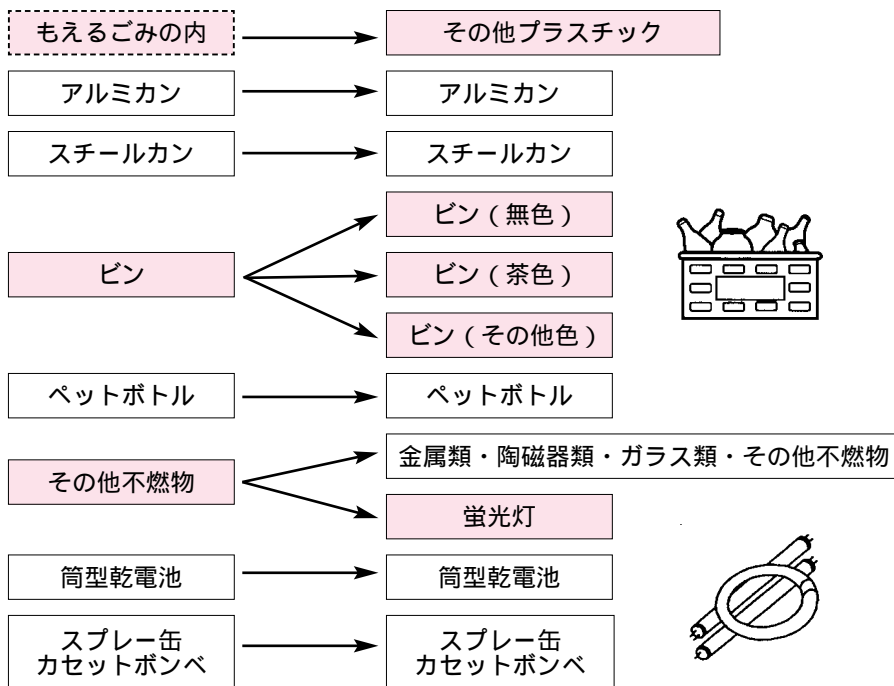 もえるごみの内
その他プラスチック
アルミカン
アルミカン
スチールカン
スチールカン
ビン
ビン（無色）
ビン（茶色）
ビン（その他色）
ペットボトル
ペットボトル
その他不燃物
金属類・陶磁器類・ガラス類・その他不燃物
蛍光灯
筒型乾電池
筒型乾電池
スプレー缶
カセットボンベ
スプレー缶
カセットボンベ